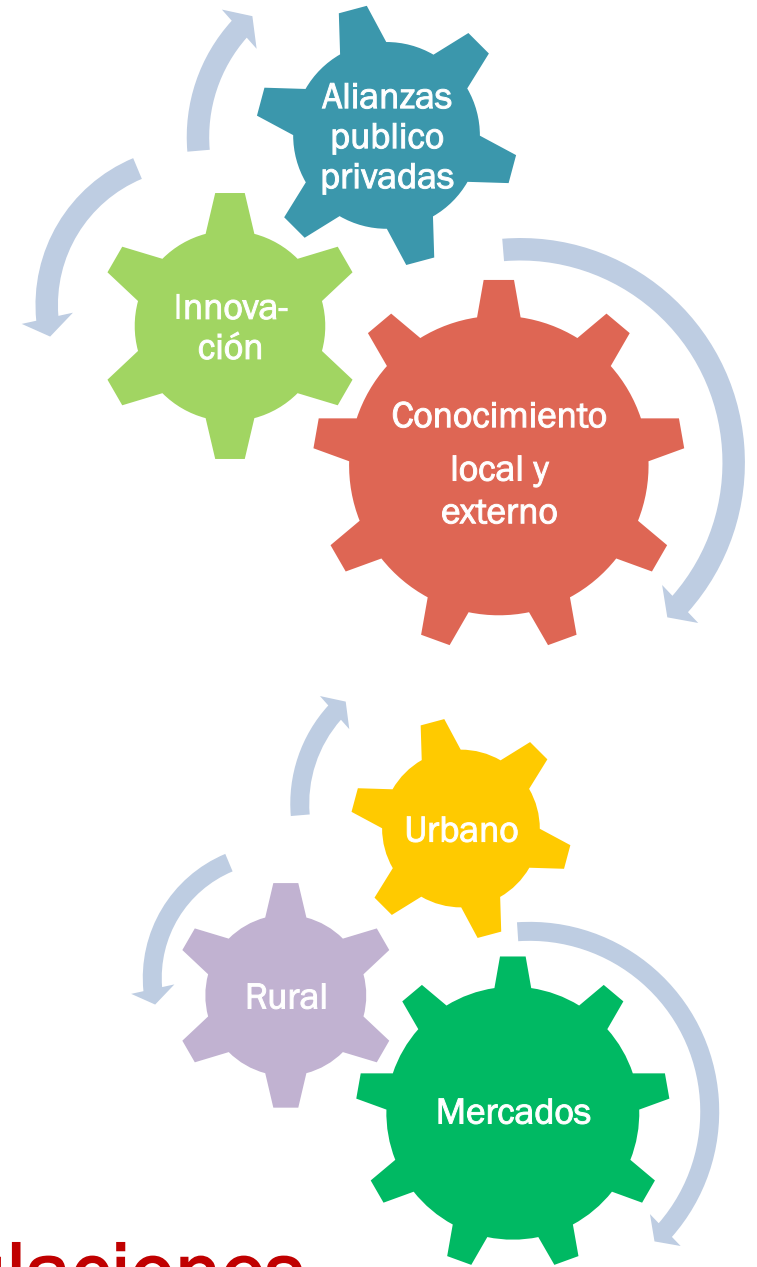 Alianzas
publico
privadas
Innova-
ción
Conocimiento
local y
externo
Urbano
Rural
Mercados